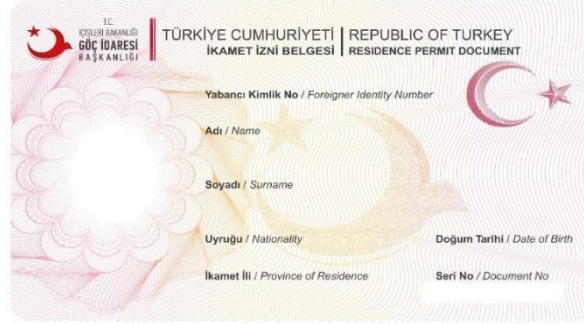 T.C.
İÇİŞLERİ BAKANLIĞI
GÖÇ İDARESİ
BAŞKANLIĞI
TÜRKİYE CUMHURİYETİ | REPUBLIC OF TURKEY
İKAMET İZNİ BELGESİ | RESIDENCE PERMIT DOCUMENT
Yabancı Kimlik No / Foreigner Identity Number
Adı / Name
Soyadı / Surname
Uyruğu / Nationality
Doğum Tarihi / Date of Birth
İkamet İli / Province of Residence
Seri No / Document No